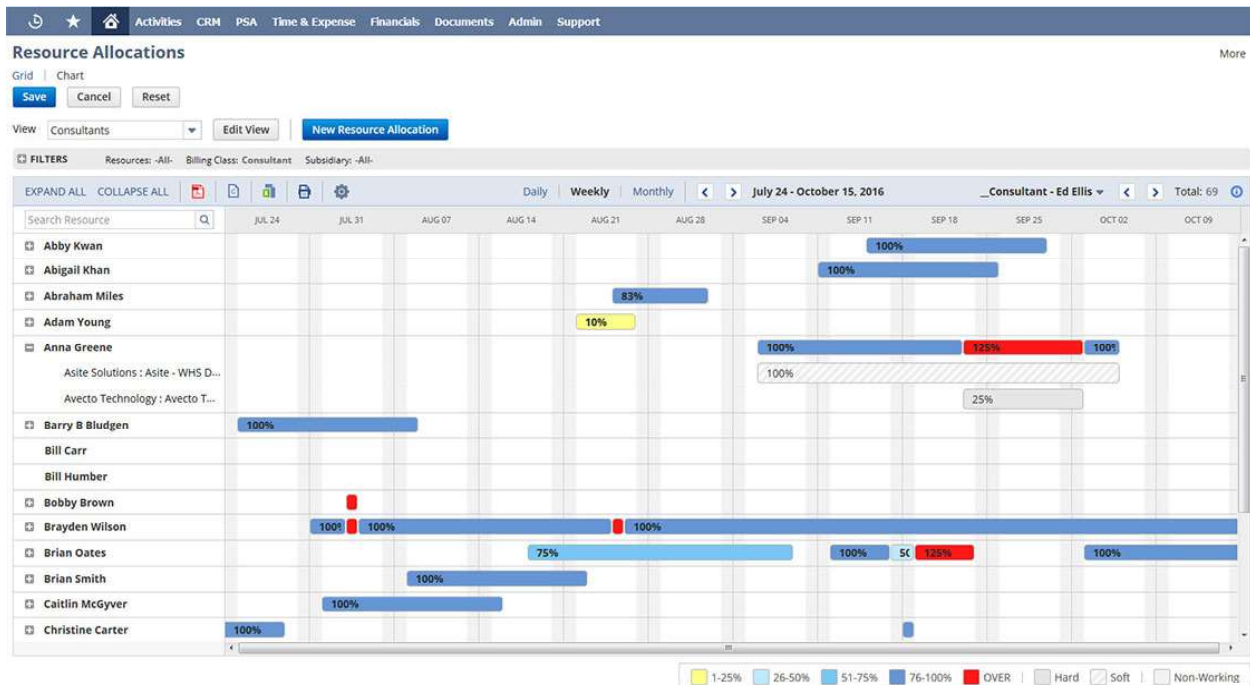 Activities CRM PSA Time & Expense Financials Documents Admin Support
Resource Allocations More
Grid | Chart
Save Cancel Reset
View Consultants Edit View New Resource Allocation
FILTERS Resources: -All- Billing Class: Consultant Subsidiary: -All-
EXPAND ALL COLLAPSE ALL Daily Weekly Monthly July 24 - October 15, 2016 __Consultant - Ed Ellis Total: 69
Search Resource JUL 24 JUL 31 AUG 07 AUG 14 AUG 21 AUG 28 SEP 04 SEP 11 SEP 18 SEP 25 OCT 02 OCT 09
Abby Kwan 100%
Abigail Khan 100%
Abraham Miles 83%
Adam Young 10%
Anna Greene 100% 125% 100%
Asite Solutions : Asite - WHS D... 100%
Avecto Technology : Avecto T... 25%
Barry B Bludgen 100%
Bill Carr
Bill Humber
Bobby Brown
Brayden Wilson 100% 100% 100%
Brian Oates 75% 100% 50 125% 100%
Brian Smith 100%
Caitlin McGyver 100%
Christine Carter 100%
1-25% 26-50% 51-75% 76-100% OVER | Hard Soft | Non-Working